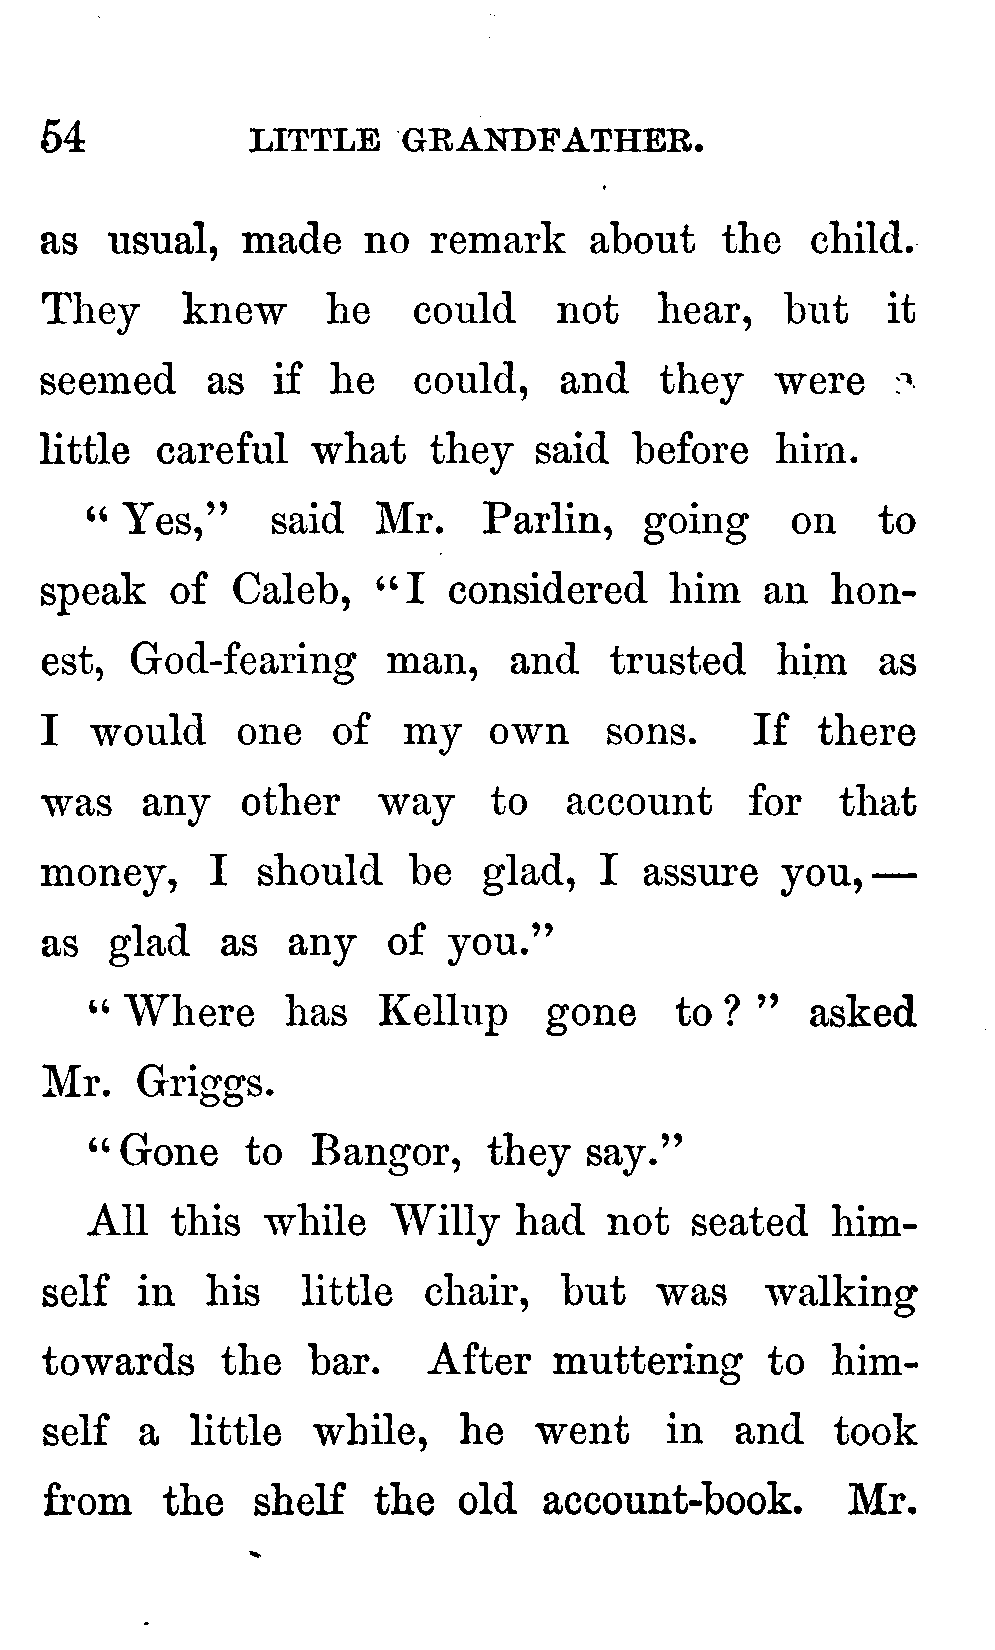 54 LITTLE GRANDFATHER.
as usual, made no remark about the child.
They knew he could not hear, but it
seemed as if he could, and they were a
little careful what they said before him.
“Yes,” said Mr. Parlin, going on to
speak of Caleb, “I considered him an hon-
est, God-fearing man, and trusted him as
I would one of my own sons. If there
was any other way to account for that
money, I should be glad, I assure you,—
as glad as any of you.”
“Where has Kellup gone to?” asked
Mr. Griggs.
“Gone to Bangor, they say.”
All this while Willy had not seated him-
self in his little chair, but was walking
towards the bar. After muttering to him-
self a little while, he went in and took
from the shelf the old account-book. Mr.